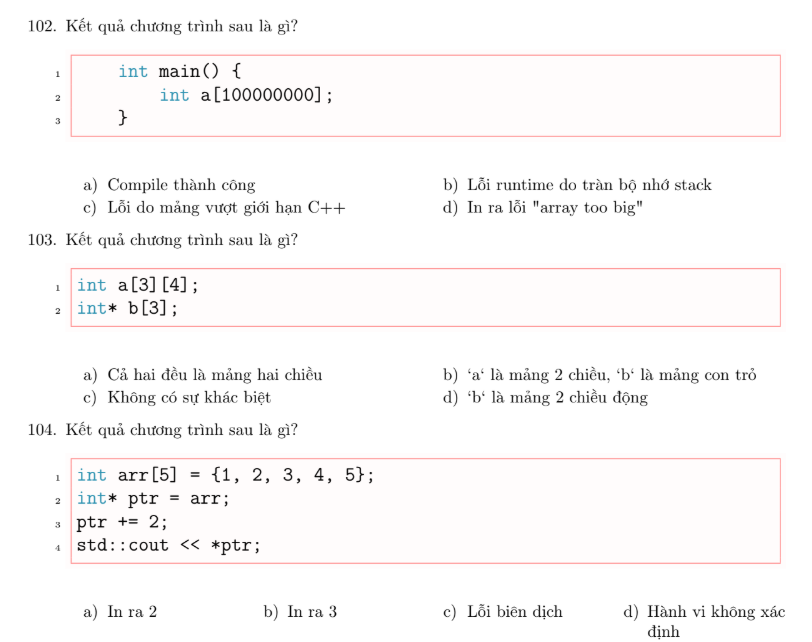 102. Kết quả chương trình sau là gì?
1 int main() {
2 int a[100000000];
3 }
a) Compile thành công b) Lỗi runtime do tràn bộ nhớ stack
c) Lỗi do mảng vượt giới hạn C++ d) In ra lỗi "array too big"
103. Kết quả chương trình sau là gì?
1 int a[3][4];
2 int* b[3];
a) Cả hai đều là mảng hai chiều b) ‘a‘ là mảng 2 chiều, ‘b‘ là mảng con trỏ
c) Không có sự khác biệt d) ‘b‘ là mảng 2 chiều động
104. Kết quả chương trình sau là gì?
1 int arr[5] = {1, 2, 3, 4, 5};
2 int* ptr = arr;
3 ptr += 2;
4 std::cout << *ptr;
a) In ra 2 b) In ra 3 c) Lỗi biên dịch d) Hành vi không xác
định